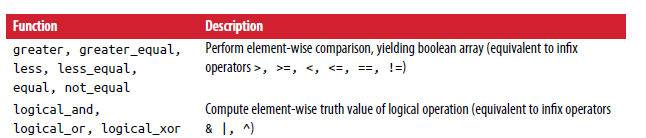 Function Description
greater, greater_equal, Perform element-wise comparison, yielding boolean array (equivalent to infix
less, less_equal, operators >, >=, <, <=, ==, !=)
equal, not_equal
logical_and, Compute element-wise truth value of logical operation (equivalent to infix operators
logical_or, logical_xor & |, ^)